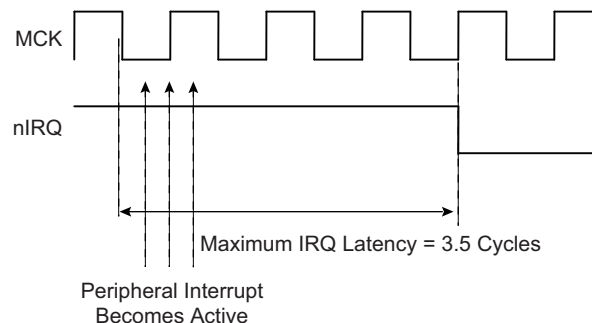 MCK
nIRQ
Maximum IRQ Latency = 3.5 Cycles
Peripheral Interrupt
Becomes Active